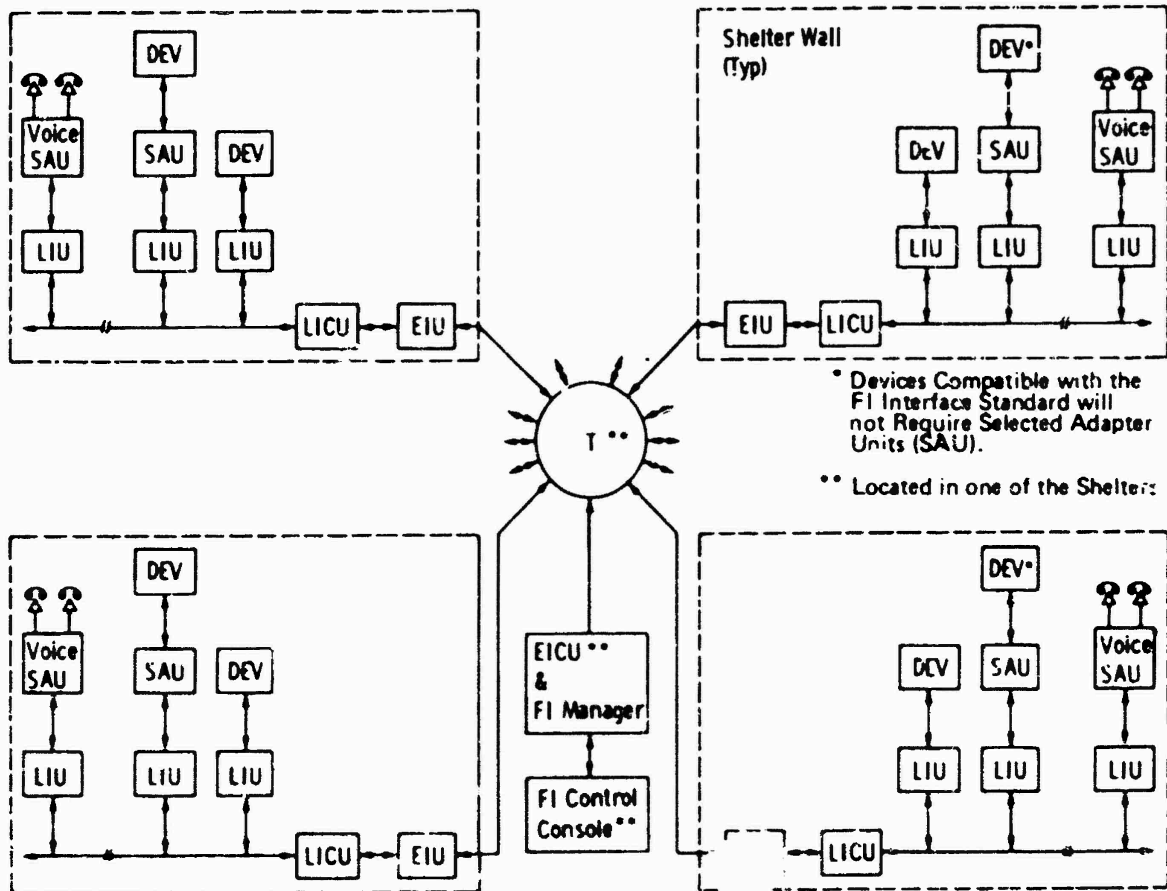 DEV
Voice
SAU
SAU
DEV
LIU
LIU
LIU
LICU
EIU
Shelter Wall
(Typ)
DEV*
DEV
SAU
Voice
SAU
LIU
LIU
LIU
EIU
LICU
* Devices Compatible with the
FI Interface Standard will
not Require Selected Adapter
Units (SAU).
** Located in one of the Shelters
T **
DEV
Voice
SAU
SAU
DEV
LIU
LIU
LIU
LICU
EIU
EICU **
&
FI Manager
FI Control
Console**
DEV*
DEV
SAU
Voice
SAU
LIU
LIU
LIU
LICU